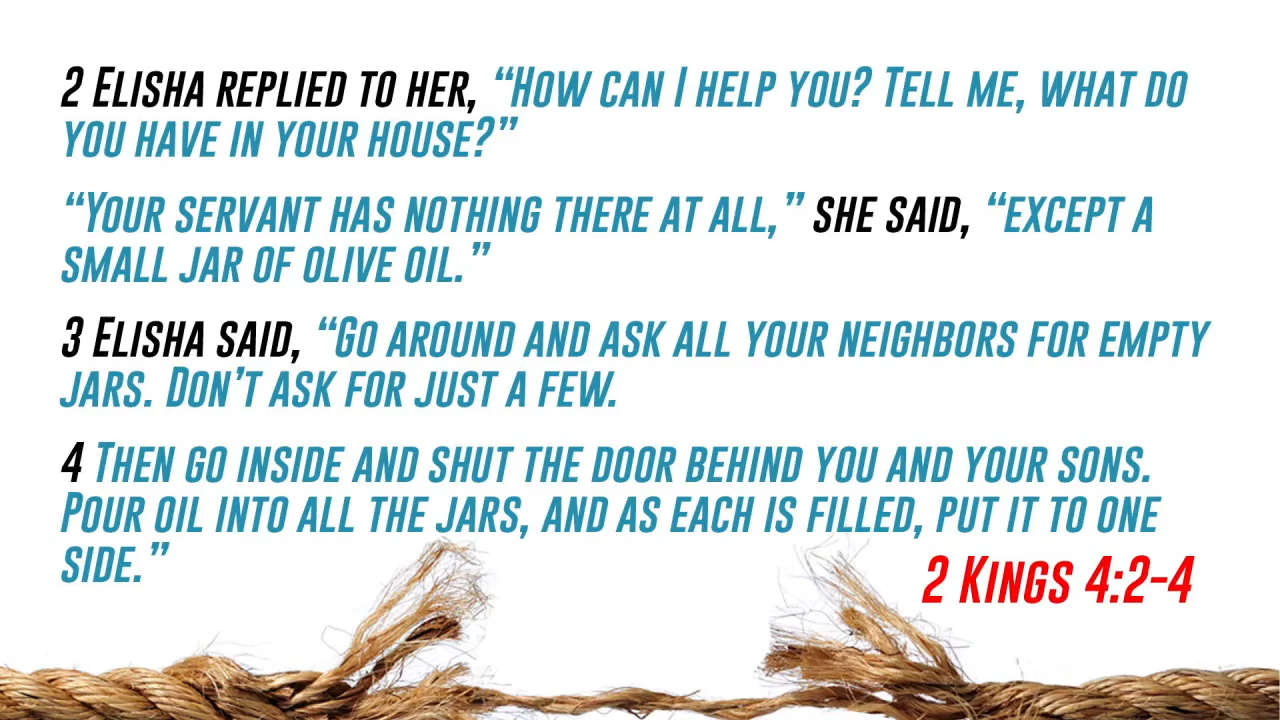 2 Elisha replied to her, “How can I help you? Tell me, what do
you have in your house?”
“Your servant has nothing there at all,” she said, “except a
small jar of olive oil.”
3 Elisha said, “Go around and ask all your neighbors for empty
jars. Don’t ask for just a few.
4 Then go inside and shut the door behind you and your sons.
Pour oil into all the jars, and as each is filled, put it to one
side.”
2 Kings 4:2-4